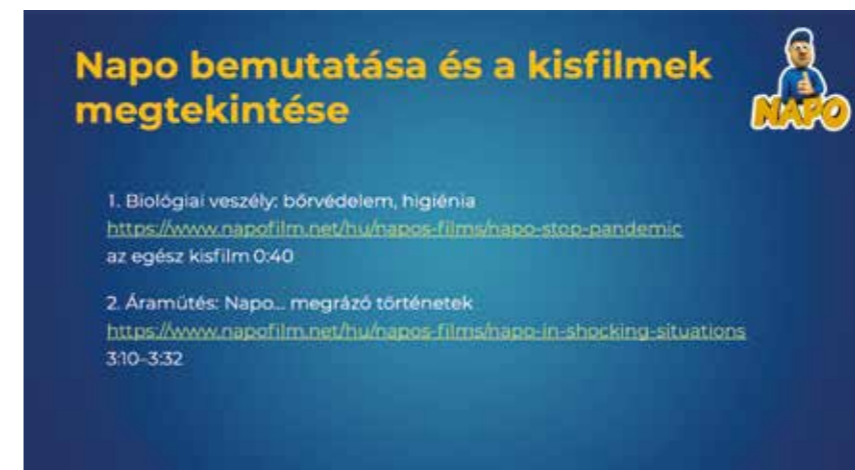 Napo bemutatása és a kisfilmek
megtekintése
NAPO
1. Biológiai veszély: bőrvédelem, higiénia
https://www.napofilm.net/hu/napos-films/napo-stop-pandemic
az egész kisfilm 0:40
2. Áramütés: Napo... megrázó történetek
https://www.napofilm.net/hu/napos-films/napo-in-shocking-situations
3:10–3:32